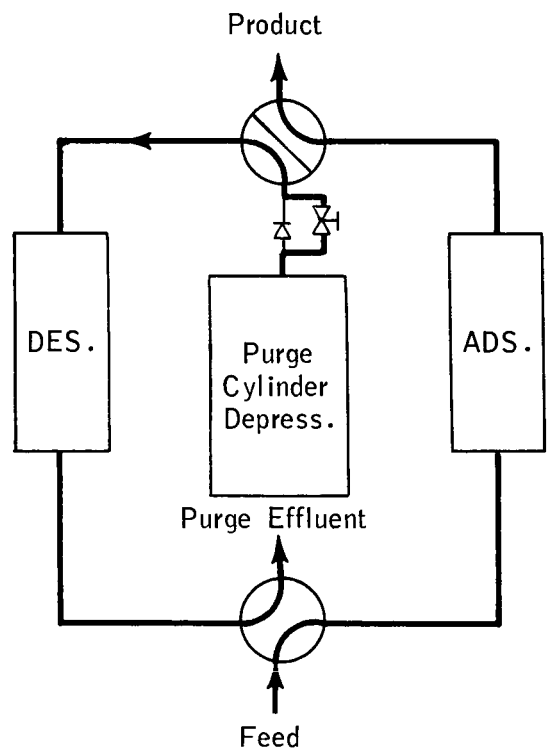 Product
DES.
Purge
Cylinder
Depress.
ADS.
Purge Effluent
Feed